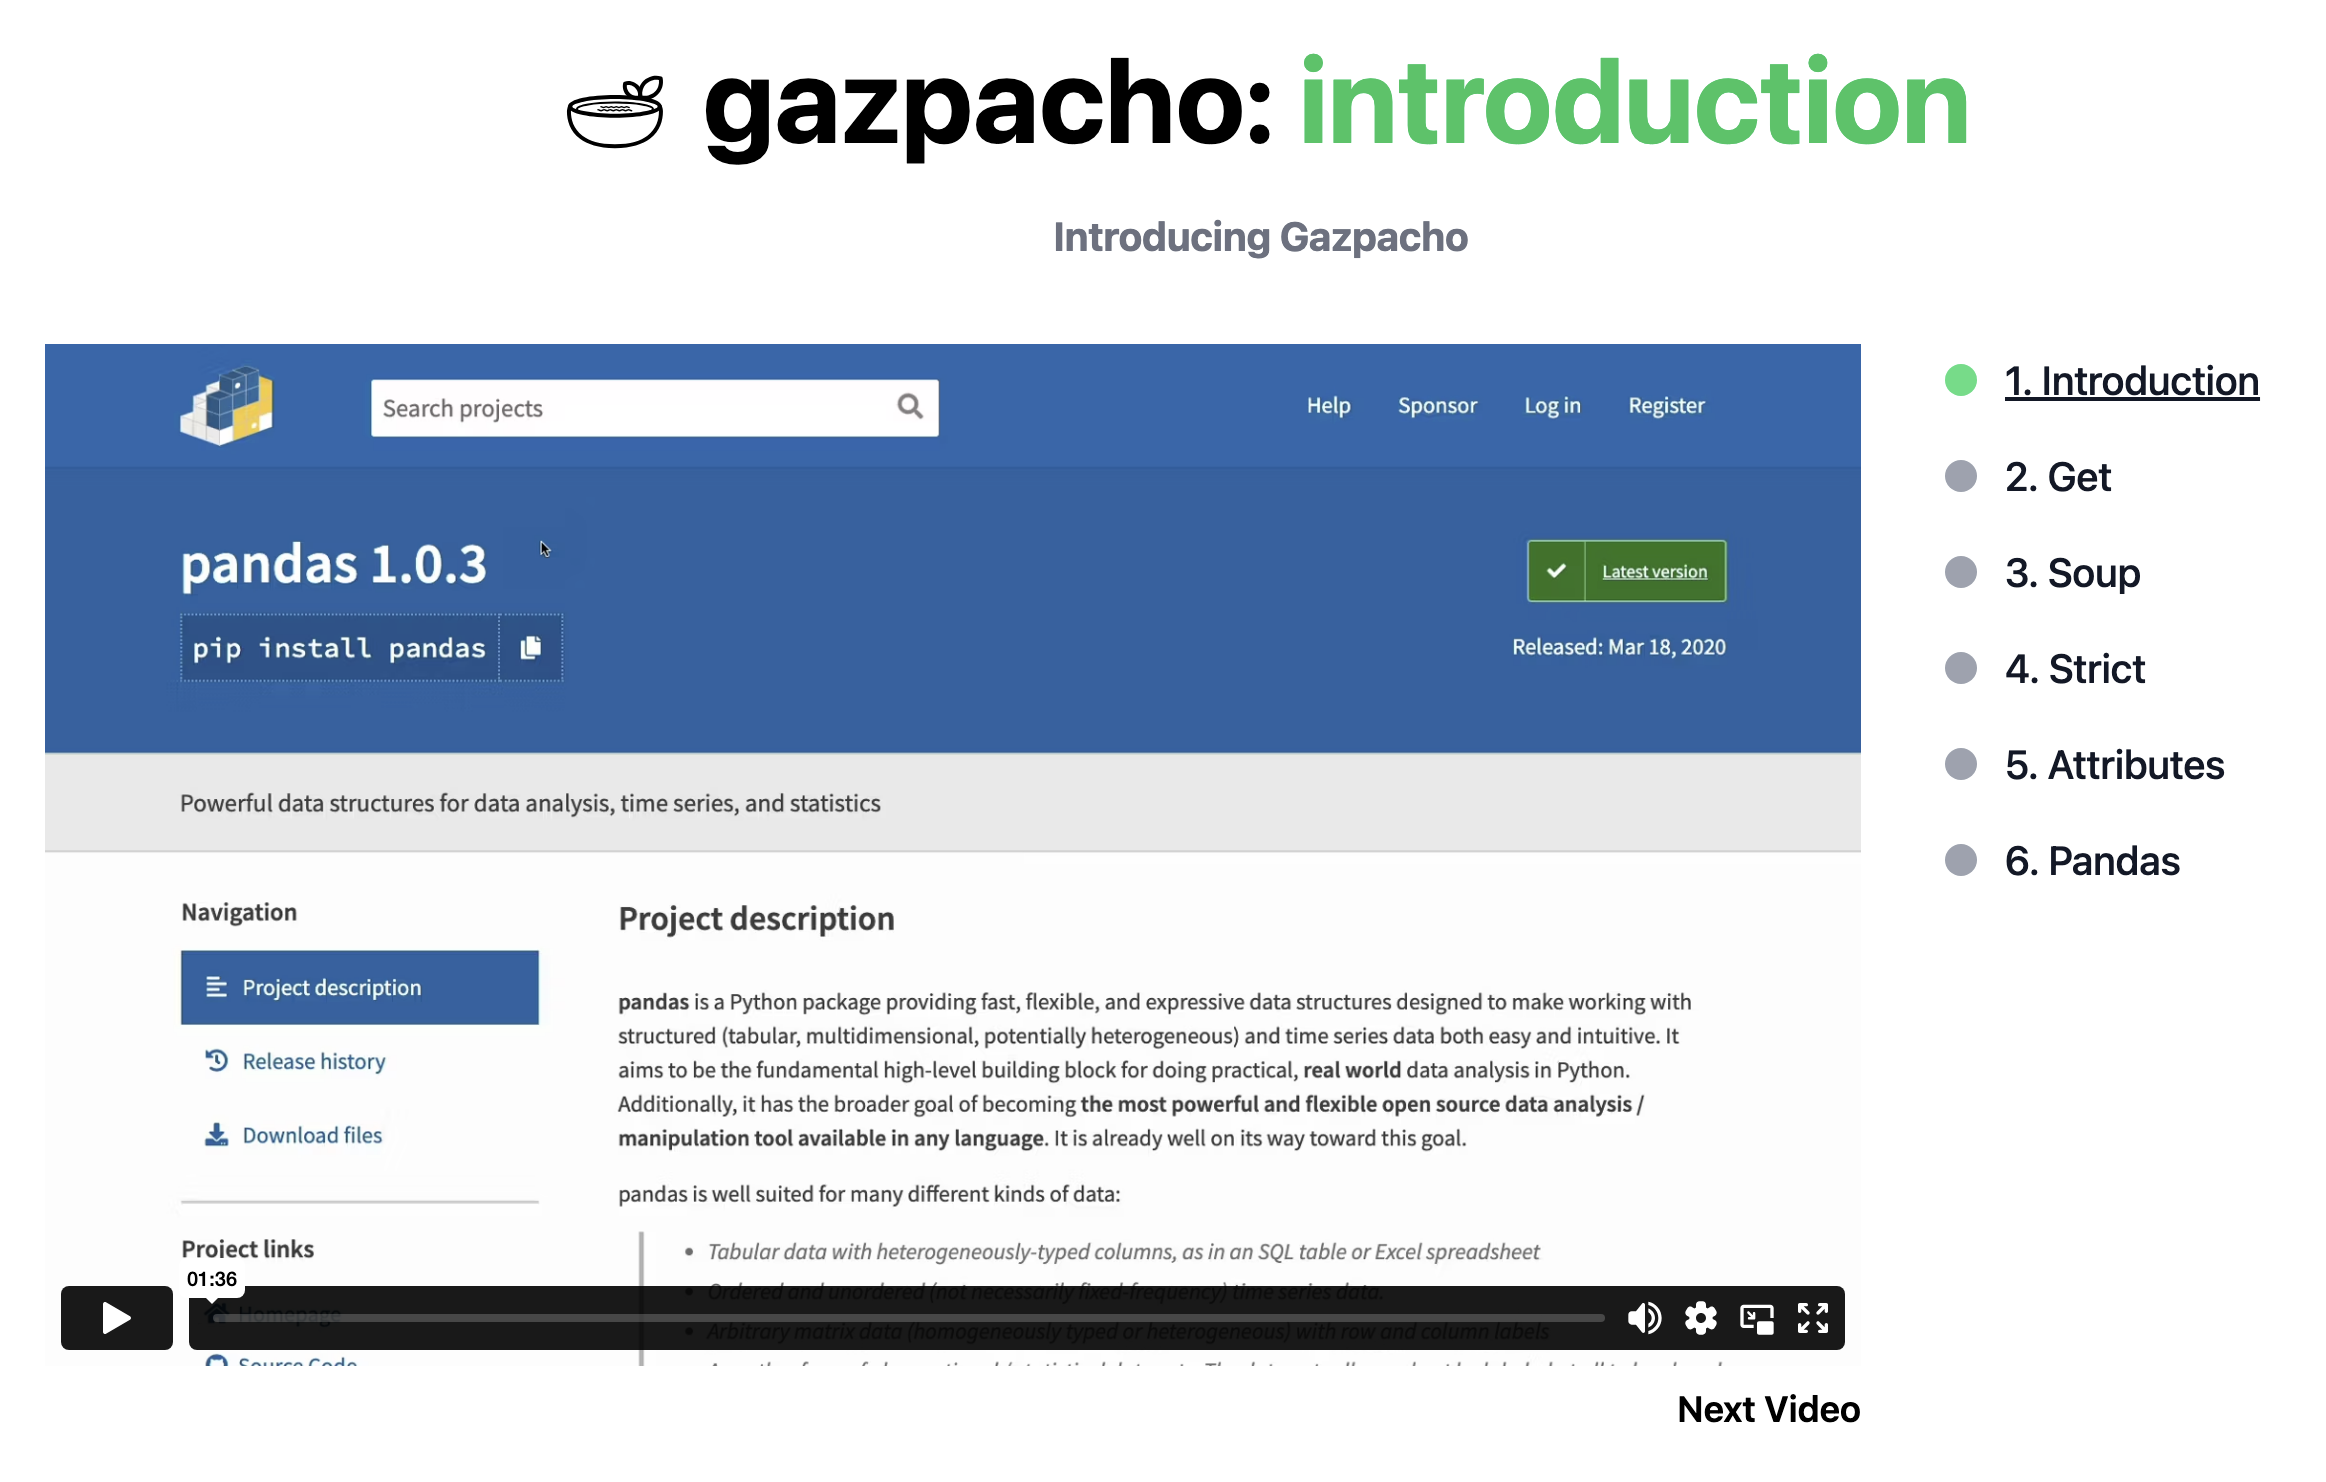 gazpacho: introduction
Introducing Gazpacho
Search projects
Help
Sponsor
Log in
Register
pandas 1.0.3
pip install pandas
Latest version
Released: Mar 18, 2020
Powerful data structures for data analysis, time series, and statistics
Navigation
Project description
Release history
Download files
Project links
Homepage
Source Code
Project description
pandas is a Python package providing fast, flexible, and expressive data structures designed to make working with
structured (tabular, multidimensional, potentially heterogeneous) and time series data both easy and intuitive. It
aims to be the fundamental high-level building block for doing practical, real world data analysis in Python.
Additionally, it has the broader goal of becoming the most powerful and flexible open source data analysis /
manipulation tool available in any language. It is already well on its way toward this goal.
pandas is well suited for many different kinds of data:
• Tabular data with heterogeneously-typed columns, as in an SQL table or Excel spreadsheet
• Ordered and unordered (not necessarily fixed-frequency) time series data.
• Arbitrary matrix data (homogeneously typed or heterogeneous) with row and column labels
01:36
1. Introduction
2. Get
3. Soup
4. Strict
5. Attributes
6. Pandas
Next Video